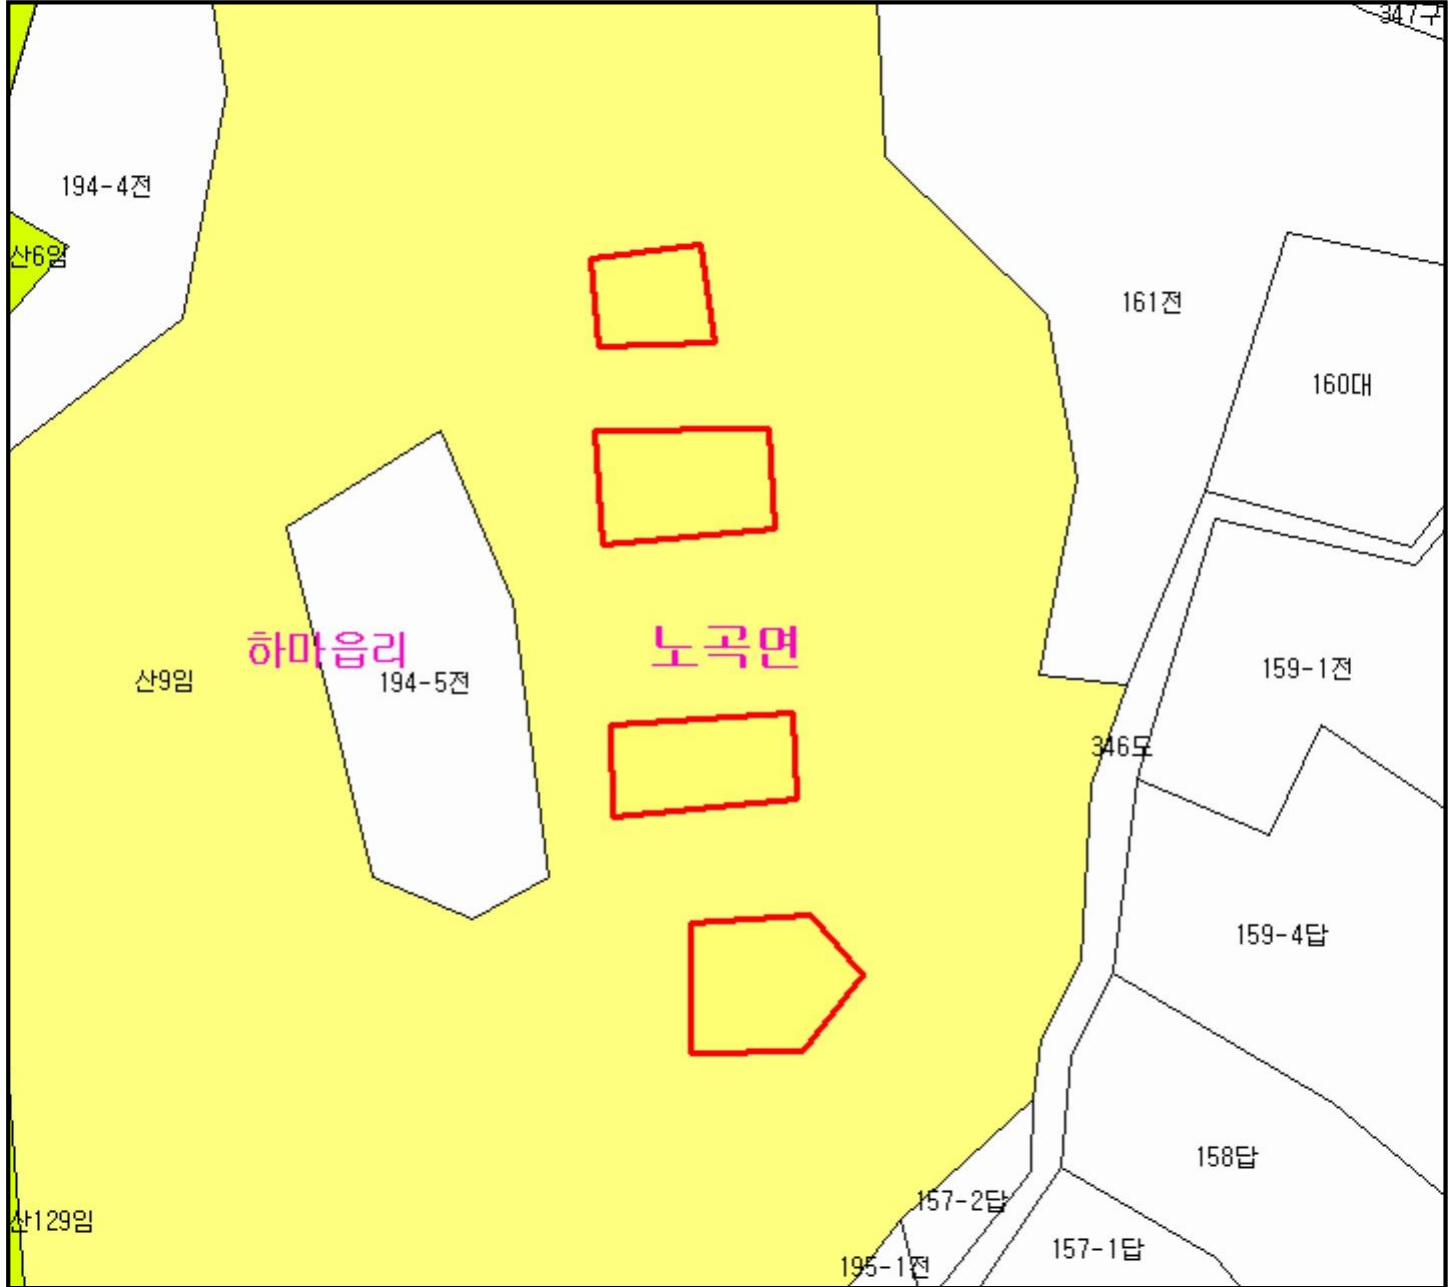 347구
194-4전
산6임
161전
160대
하마읍리
노곡면
159-1전
산9임
194-5전
346도
159-4답
158답
157-2답
산129임
157-1답
195-1전